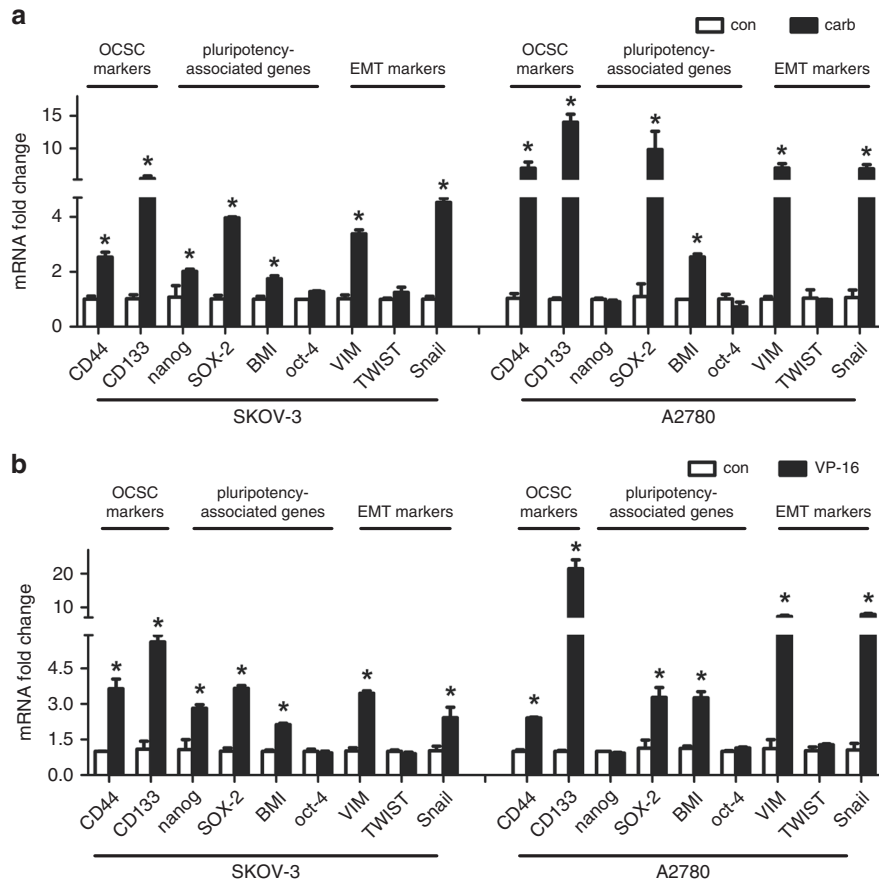 a
con carb
OCSC markers
pluripotency-associated genes
EMT markers
OCSC markers
pluripotency-associated genes
EMT markers
mRNA fold change
15
10
4
2
0
CD44 CD133 nanog SOX-2 BMI oct-4 VIM TWIST Snail
CD44 CD133 nanog SOX-2 BMI oct-4 VIM TWIST Snail
* * * * * * *
* * * * * *
SKOV-3 A2780
b
con VP-16
OCSC markers
pluripotency-associated genes
EMT markers
OCSC markers
pluripotency-associated genes
EMT markers
mRNA fold change
20
10
4.5
3.0
1.5
0.0
* * * * * * *
* * * * * *
CD44 CD133 nanog SOX-2 BMI oct-4 VIM TWIST Snail
CD44 CD133 nanog SOX-2 BMI oct-4 VIM TWIST Snail
SKOV-3 A2780